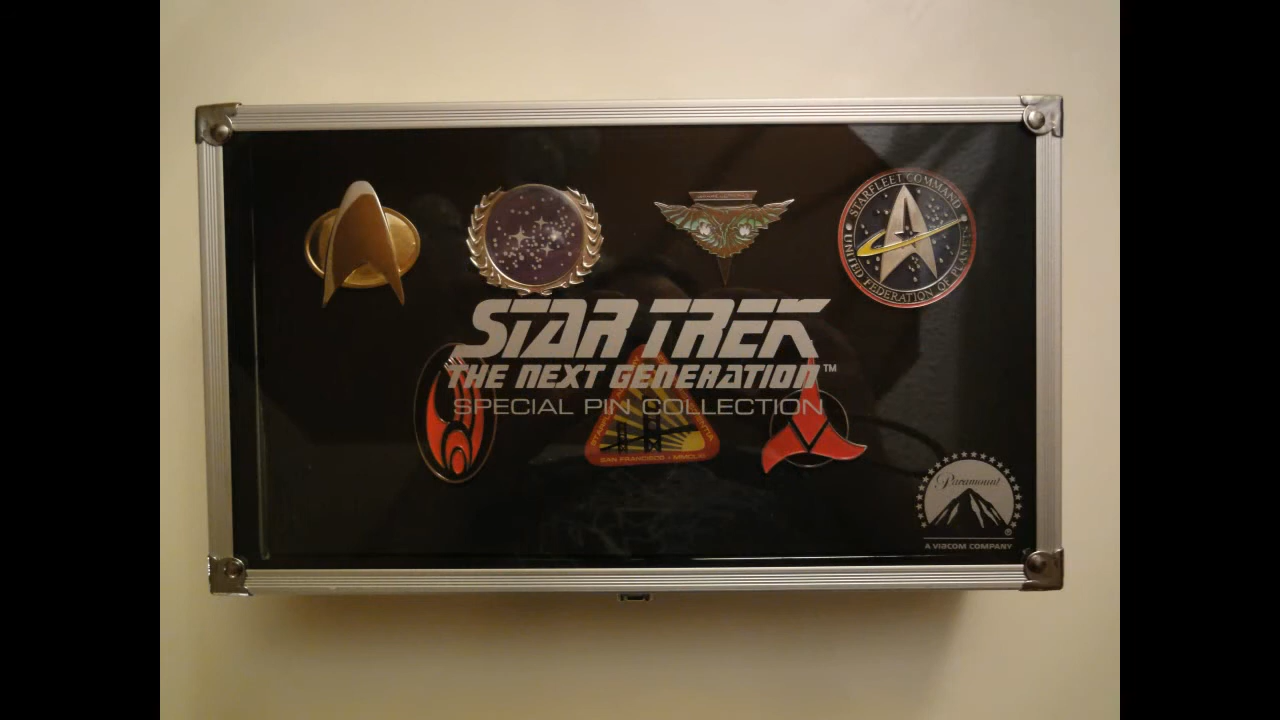 STARFLEET COMMAND
UNITED FEDERATION OF PLANETS
STAR TREK
THE NEXT GENERATION™
SPECIAL PIN COLLECTION
SAN FRANCISCO
Paramount
®
A VIACOM COMPANY